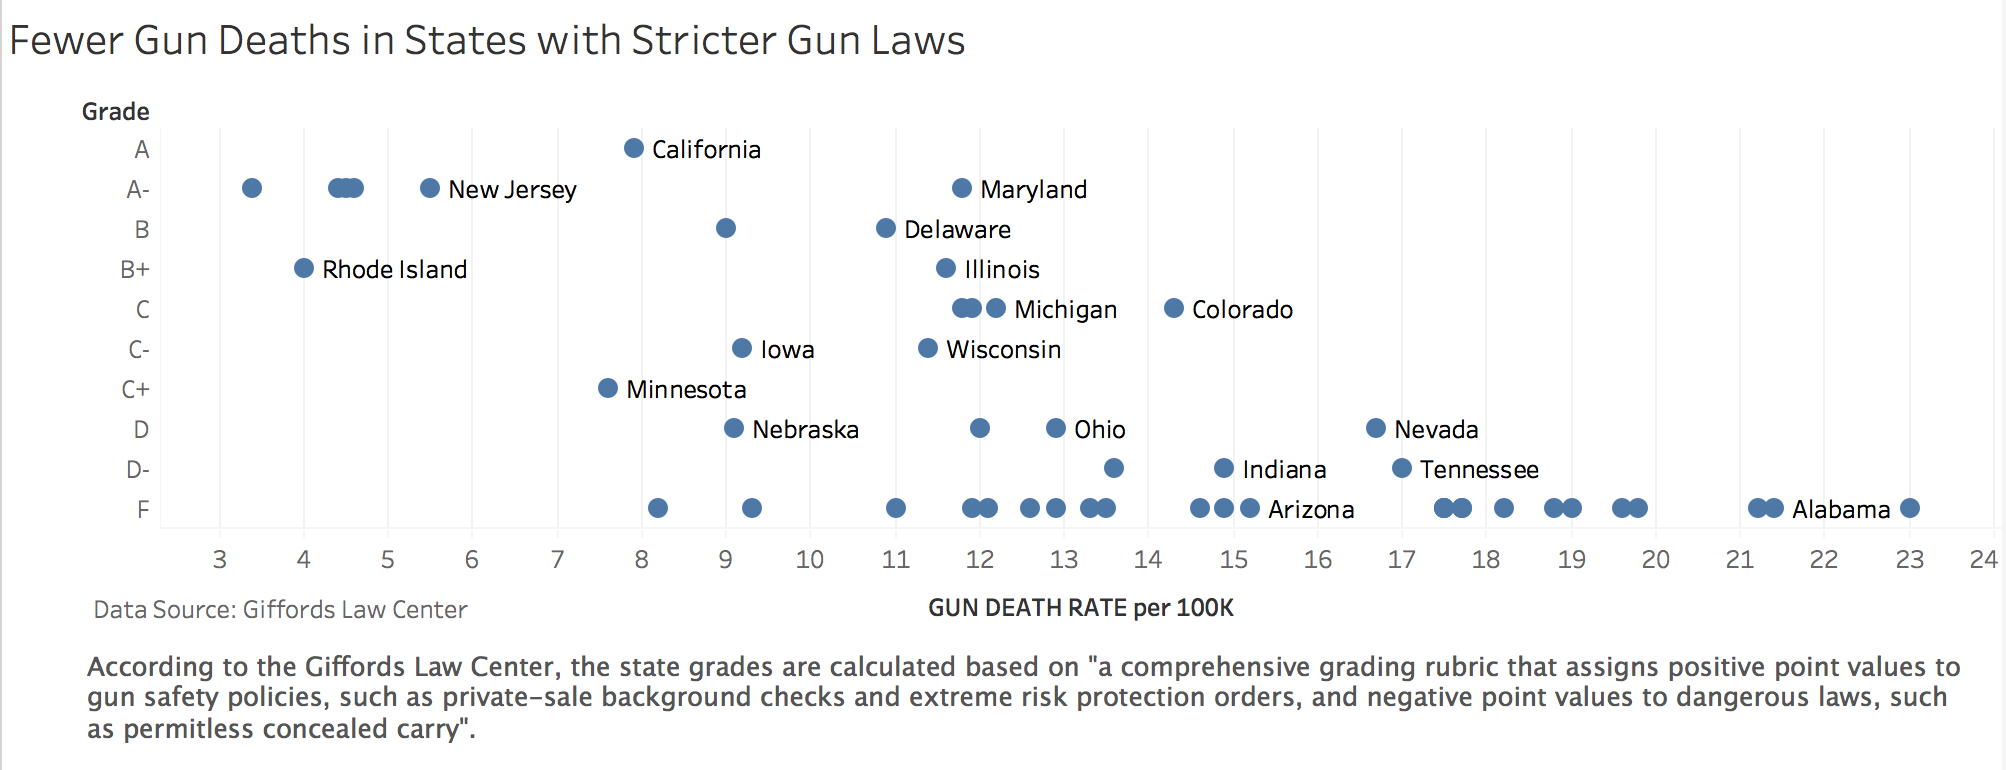 Fewer Gun Deaths in States with Stricter Gun Laws
Grade
A California
A- New Jersey Maryland
B Delaware
B+ Rhode Island Illinois
C Michigan Colorado
C- Iowa Wisconsin
C+ Minnesota
D Nebraska Ohio Nevada
D- Indiana Tennessee
F Arizona Alabama
3 4 5 6 7 8 9 10 11 12 13 14 15 16 17 18 19 20 21 22 23 24
Data Source: Giffords Law Center GUN DEATH RATE per 100K
According to the Giffords Law Center, the state grades are calculated based on "a comprehensive grading rubric that assigns positive point values to
gun safety policies, such as private-sale background checks and extreme risk protection orders, and negative point values to dangerous laws, such
as permitless concealed carry".